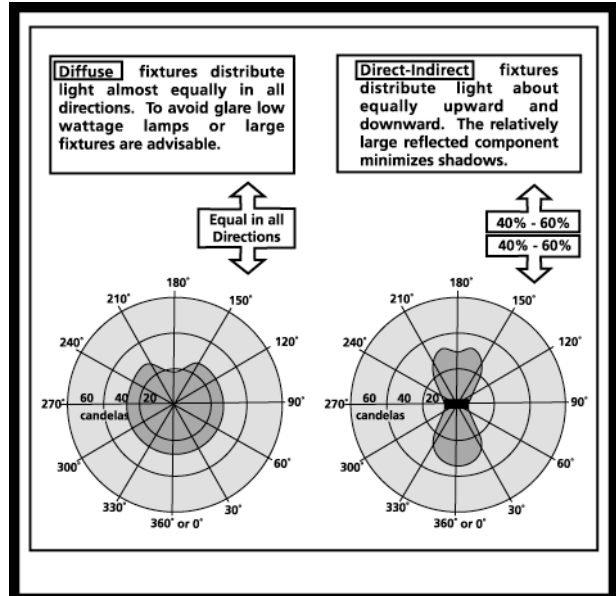 Diffuse fixtures distribute
light almost equally in all
directions. To avoid glare low
wattage lamps or large
fixtures are advisable.
Direct-Indirect fixtures
distribute light about
equally upward and
downward. The relatively
large reflected component
minimizes shadows.
Equal in all
Directions
40% - 60%
40% - 60%
180°
210° 150°
240° 120°
270° 60 40 20 90°
candelas
300° 60°
330° 30°
360° or 0°
180°
210° 150°
240° 120°
270° 60 40 20 90°
candelas
300° 60°
330° 30°
360° or 0°